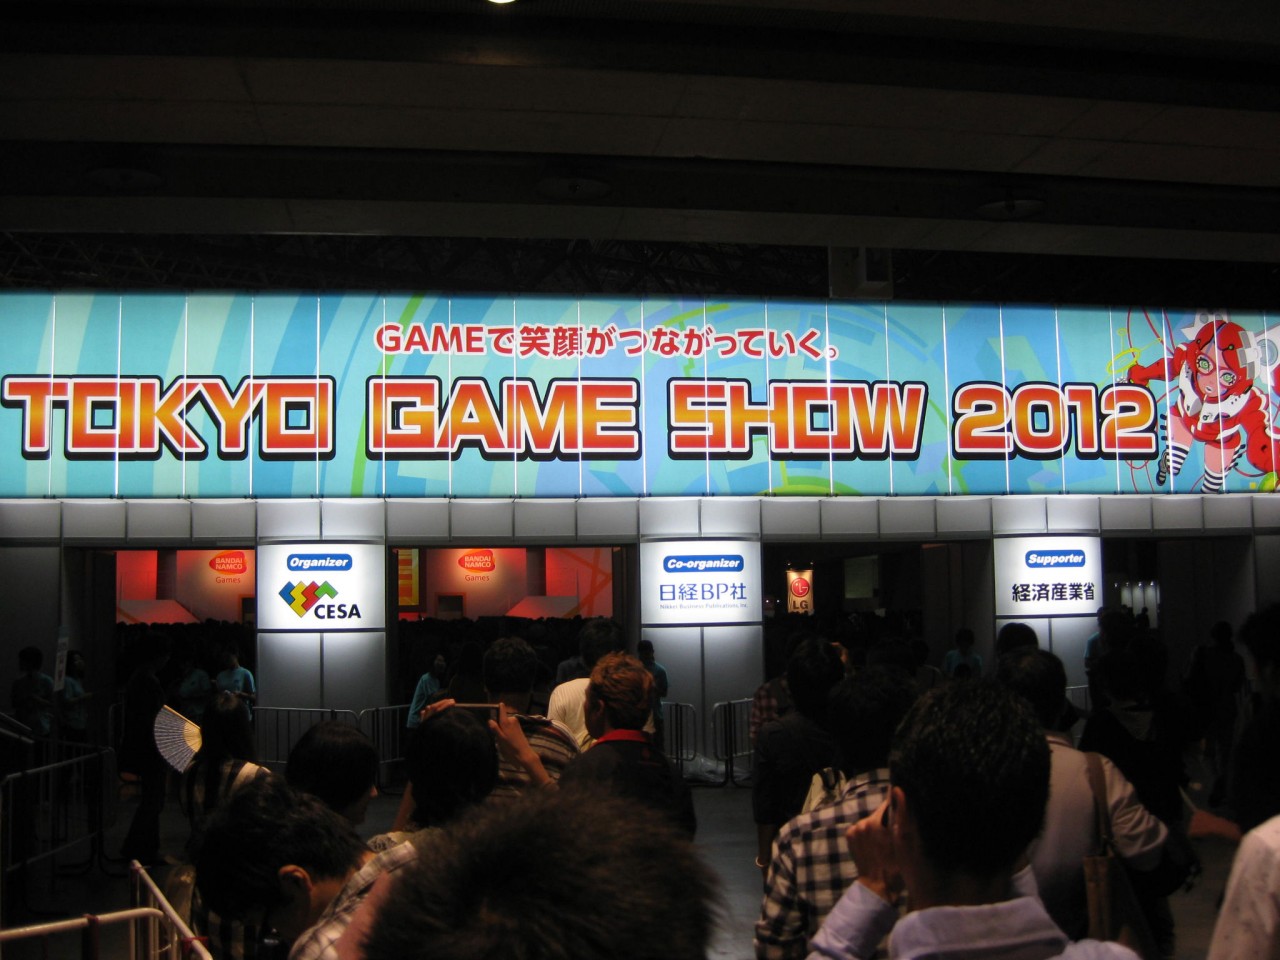 GAMEで笑顔がつながっていく。
TOKYO GAME SHOW 2012
BANDAI
NAMCO
Games
Organizer
CESA
BANDAI
NAMCO
Games
Co-organizer
日経BP社
Nikkei Business Publications, Inc.
LG
Supporter
経済産業省